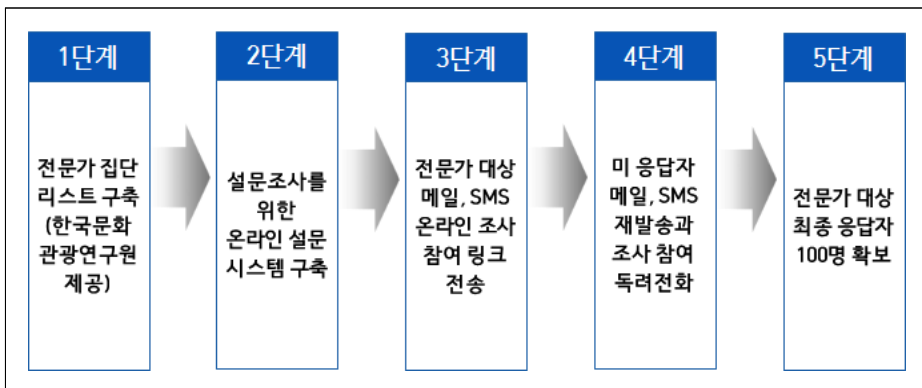 1단계
전문가 집단
리스트 구축
(한국문화
관광연구원
제공)
2단계
설문조사를
위한
온라인 설문
시스템 구축
3단계
전문가 대상
메일, SMS
온라인 조사
참여 링크
전송
4단계
미 응답자
메일, SMS
재발송과
조사 참여
독려전화
5단계
전문가 대상
최종 응답자
100명 확보